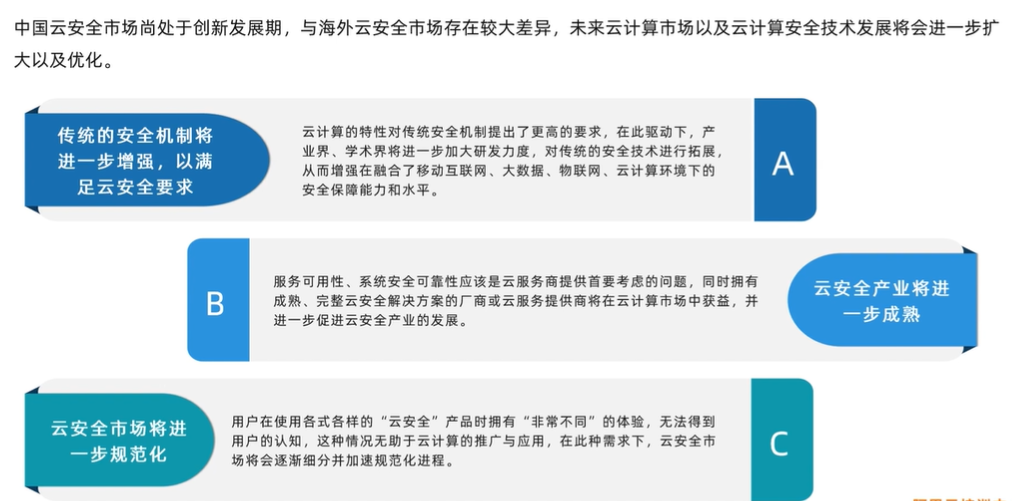 中国云安全市场尚处于创新发展期，与海外云安全市场存在较大差异，未来云计算市场以及云计算安全技术发展将会进一步扩
大以及优化。
传统的安全机制将
进一步增强，以满
足云安全要求
云计算的特性对传统安全机制提出了更高的要求，在此驱动下，产
业界、学术界将进一步加大研发力度，对传统的安全技术进行拓展，
从而增强在融合了移动互联网、大数据、物联网、云计算环境下的
安全保障能力和水平。
A
B
服务可用性、系统安全可靠性应该是云服务商提供首要考虑的问题，同时拥有
成熟、完整云安全解决方案的厂商或云服务提供商将在云计算市场中获益，并
进一步促进云安全产业的发展。
云安全产业将进
一步成熟
云安全市场将进
一步规范化
用户在使用各式各样的“云安全”产品时拥有“非常不同”的体验，无法得到
用户的认知，这种情况无助于云计算的推广与应用，在此种需求下，云安全市
场将会逐渐细分并加速规范化进程。
C